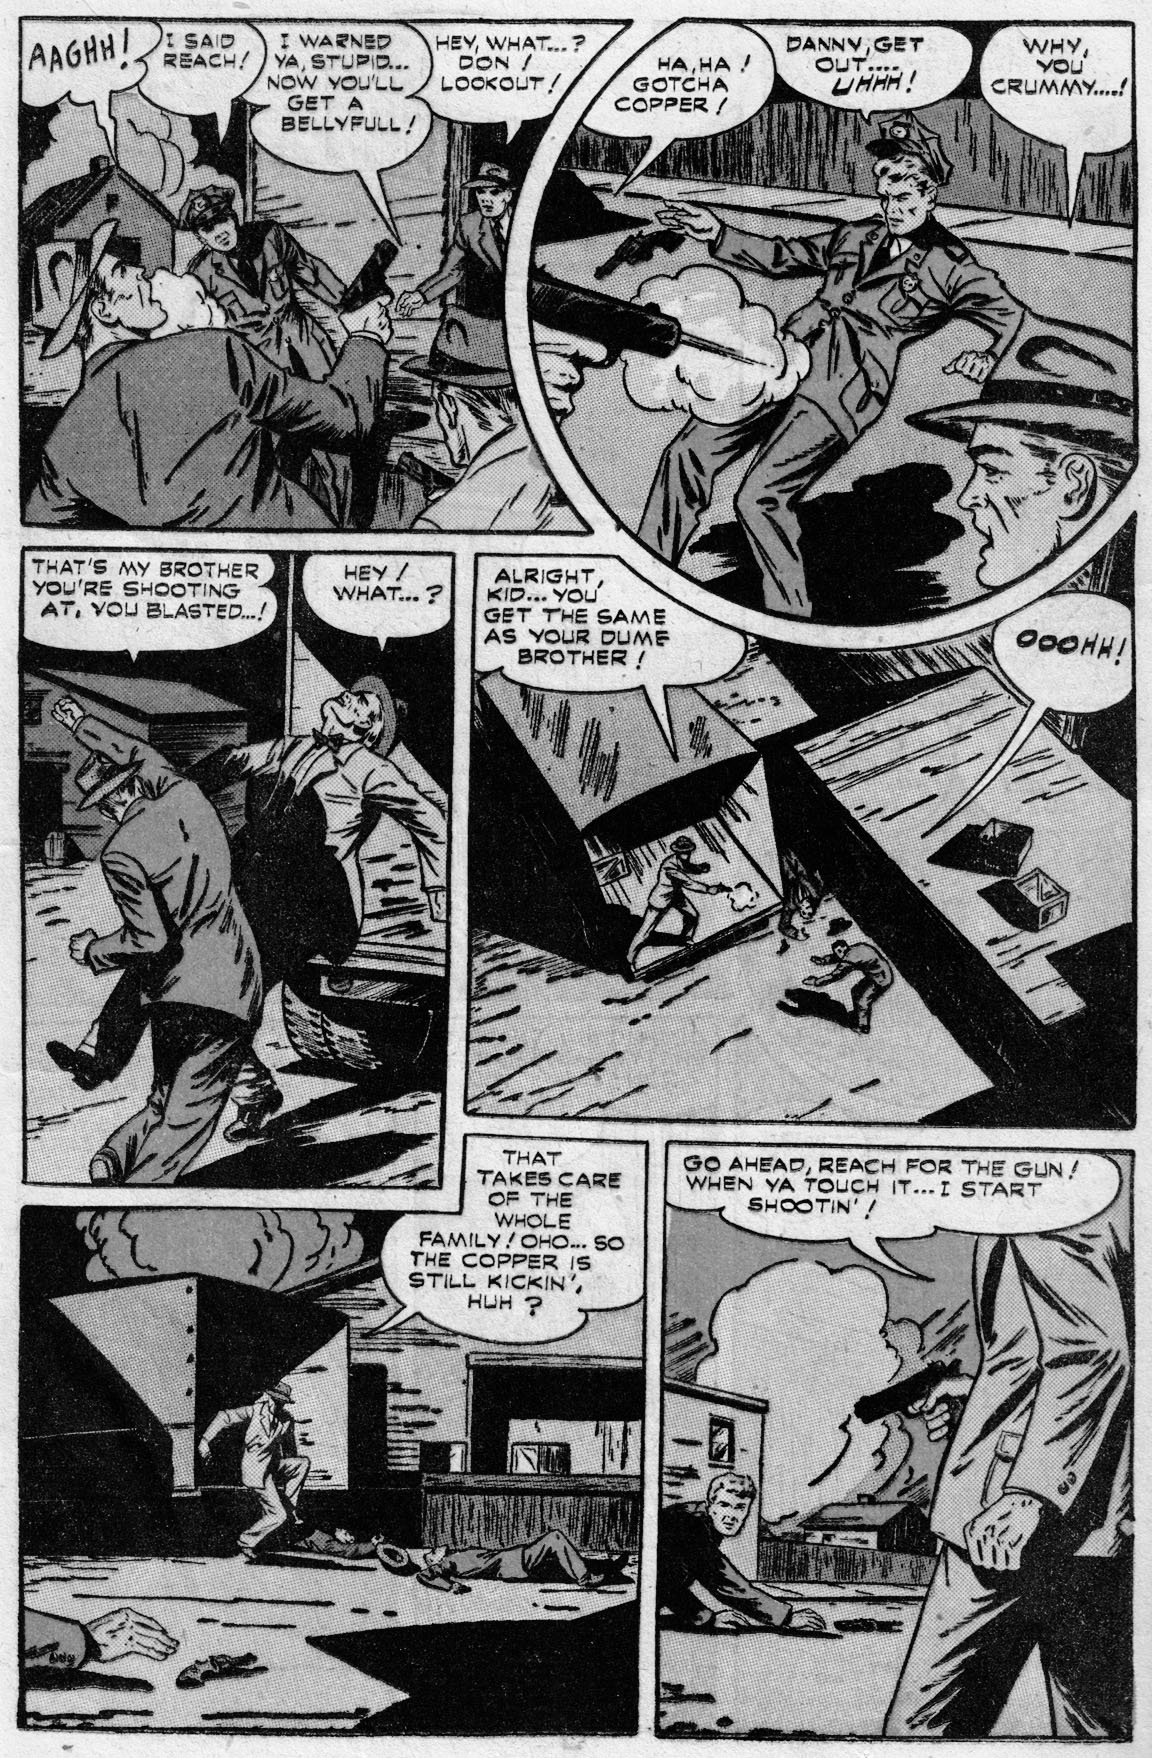 AAGHH!
I SAID
REACH!
I WARNED
YA, STUPID...
NOW YOU'LL
GET A
BELLYFULL!
HEY, WHAT...?
DON!
LOOKOUT!
HA, HA!
GOTCHA
COPPER!
DANNY, GET
OUT....
UHHH!
WHY,
YOU
CRUMMY....!
THAT'S MY BROTHER
YOU'RE SHOOTING
AT, YOU BLASTED...!
HEY!
WHAT...?
ALRIGHT,
KID... YOU
GET THE SAME
AS YOUR DUME
BROTHER!
OOOHH!
THAT
TAKES CARE
OF THE
WHOLE
FAMILY! OHO... SO
THE COPPER IS
STILL KICKIN',
HUH?
GO AHEAD, REACH FOR THE GUN!
WHEN YA TOUCH IT... I START
SHOOTIN'!